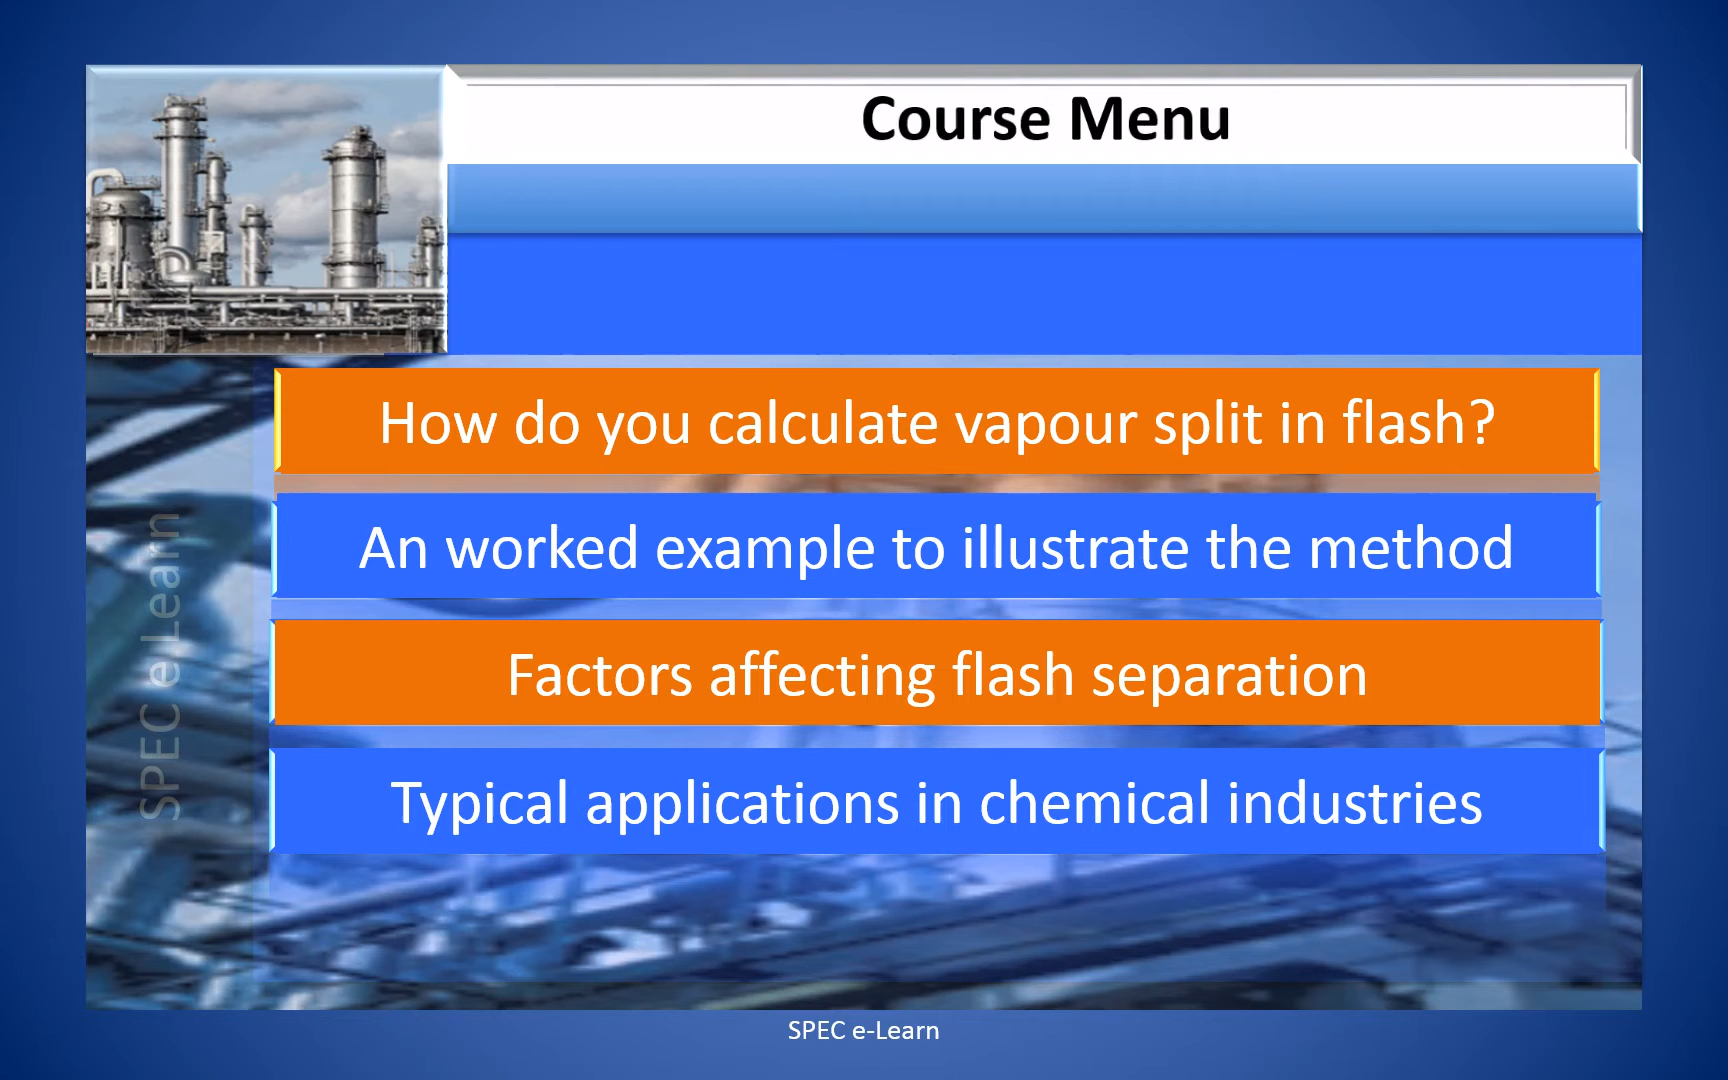 Course Menu
How do you calculate vapour split in flash?
An worked example to illustrate the method
Factors affecting flash separation
Typical applications in chemical industries
SPEC e Learn
SPEC e-Learn